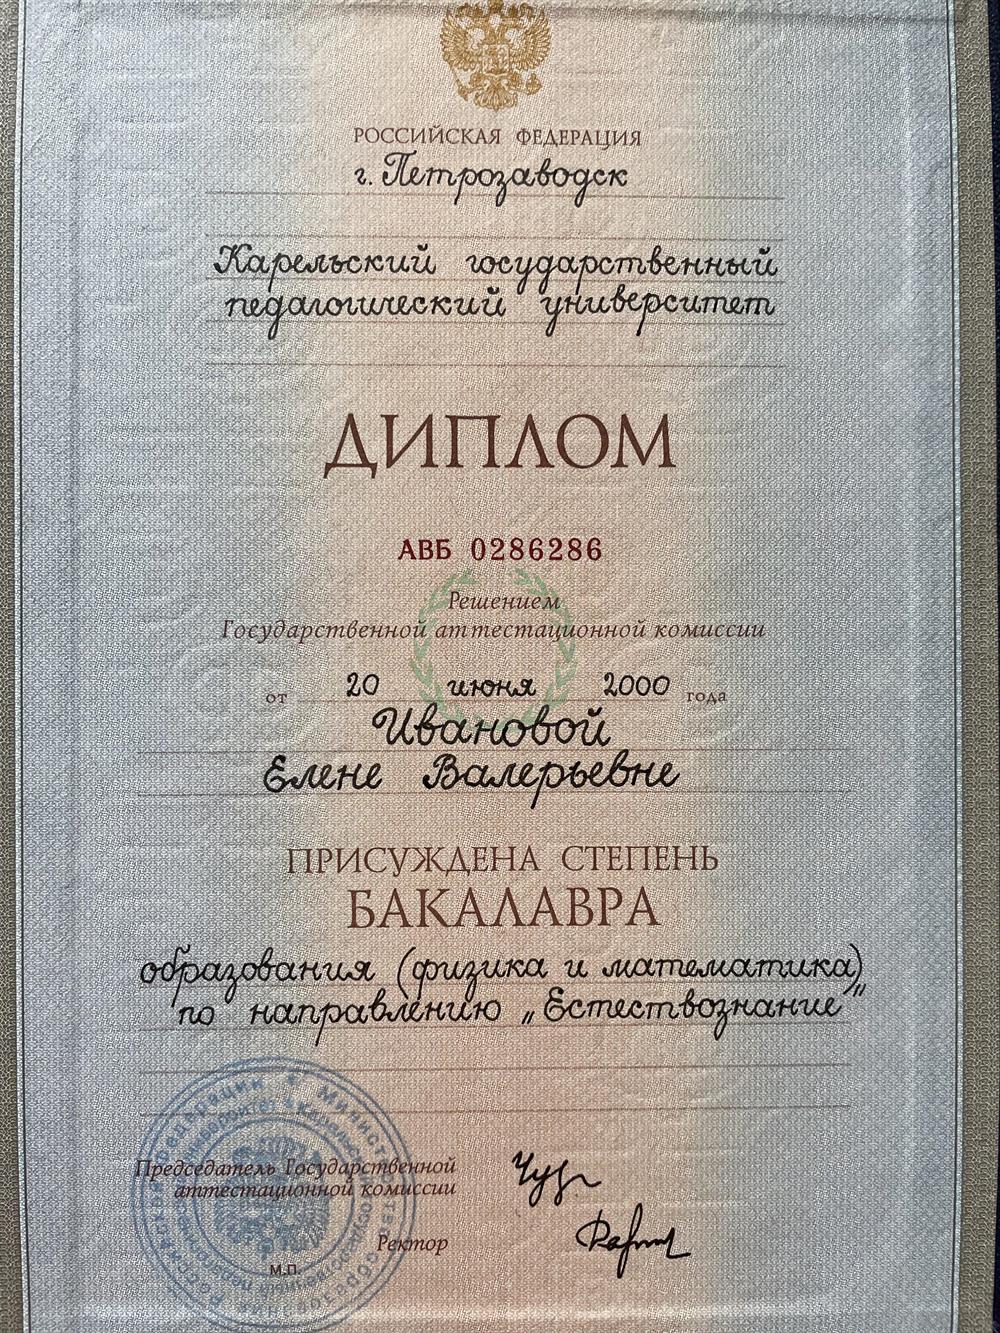 РОССИЙСКАЯ ФЕДЕРАЦИЯ
г. Петрозаводск
Карельский государственный
педагогический университет
ДИПЛОМ
АВБ 0286286
Решением
Государственной аттестационной комиссии
от 20 июня 2000 года
Ивановой
Елене Валерьевне
ПРИСУЖДЕНА СТЕПЕНЬ
БАКАЛАВРА
образования (физика и математика)
по направлению „Естествознание”
Председатель Государственной
аттестационной комиссии
Ректор
М.П.